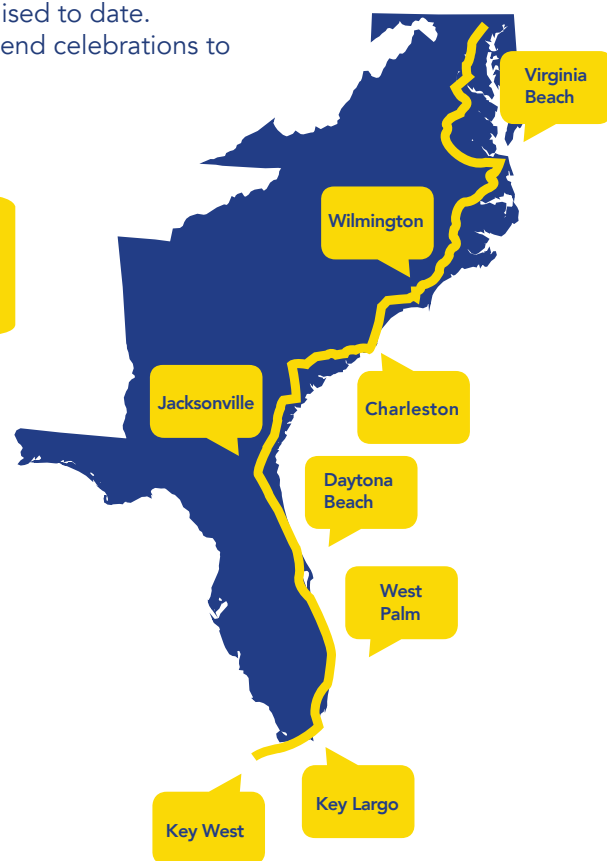 ised to date.
end celebrations to
Virginia
Beach
Wilmington
Jacksonville
Charleston
Daytona
Beach
West
Palm
Key Largo
Key West